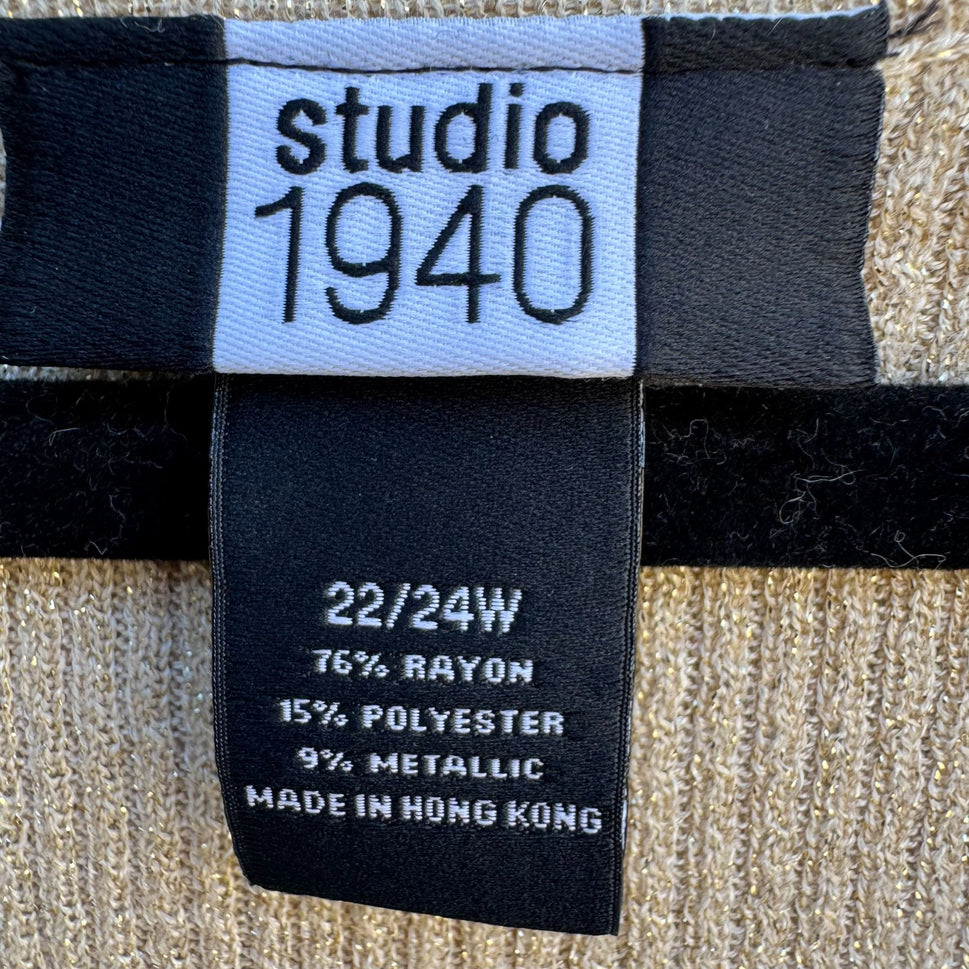 studio
1940
22/24W
76% RAYON
15% POLYESTER
9% METALLIC
MADE IN HONG KONG